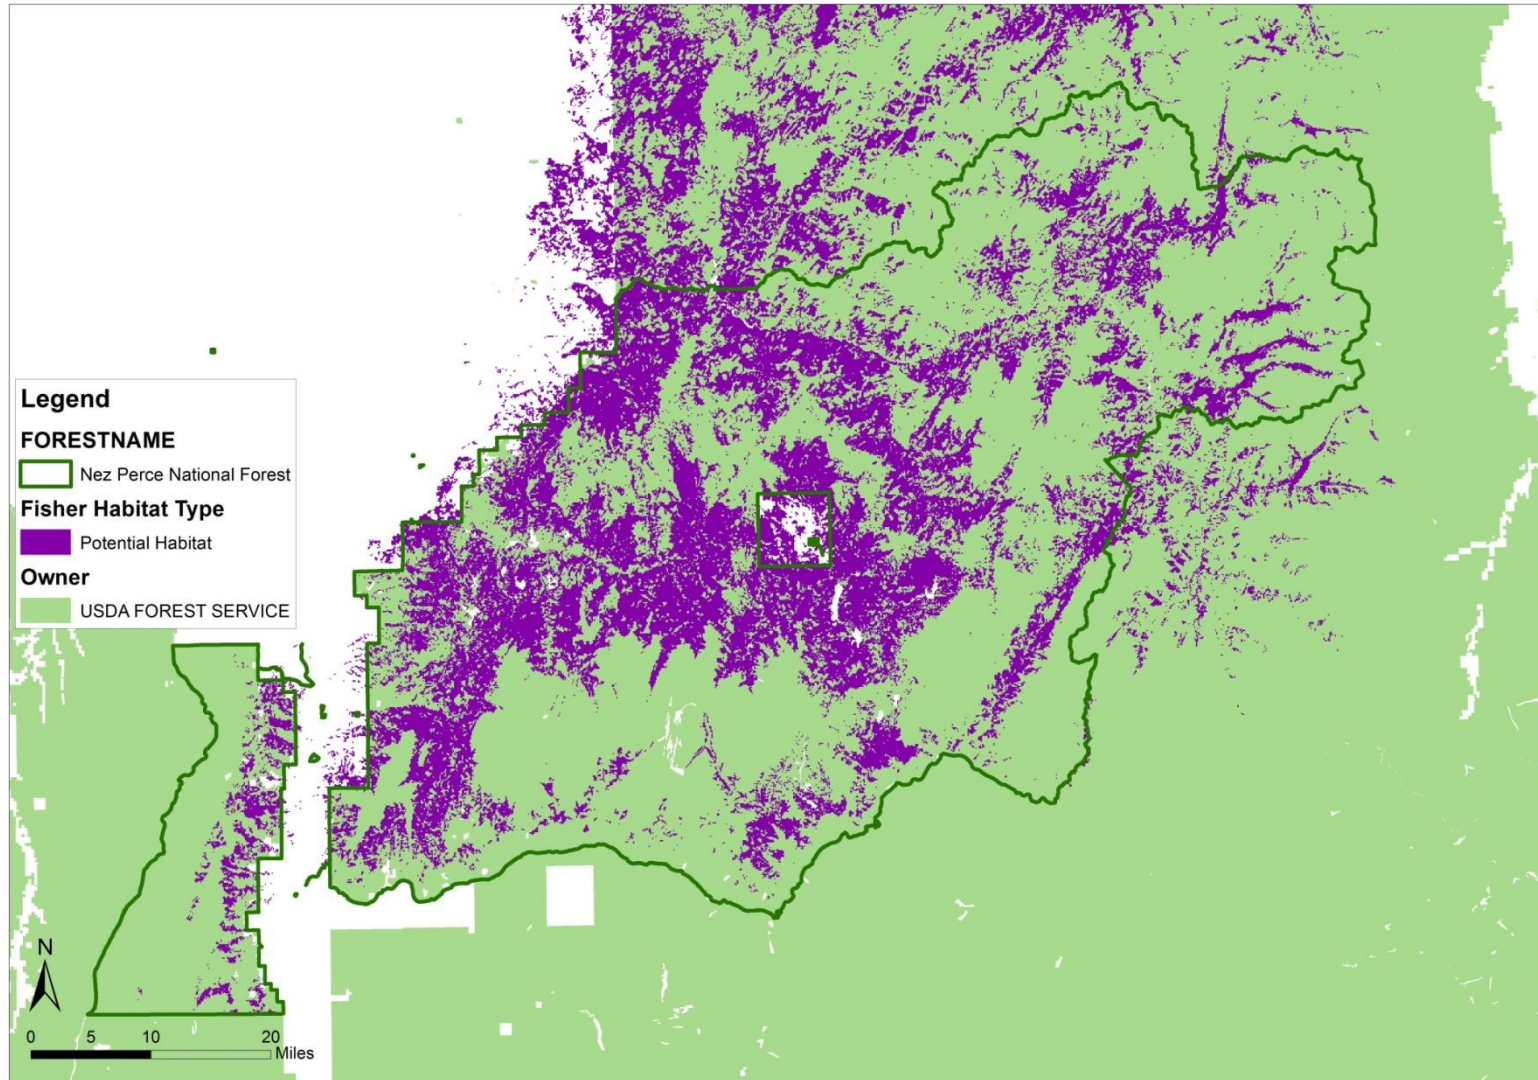 Legend
FORESTNAME
Nez Perce National Forest
Fisher Habitat Type
Potential Habitat
Owner
USDA FOREST SERVICE
N
0 5 10 20
Miles